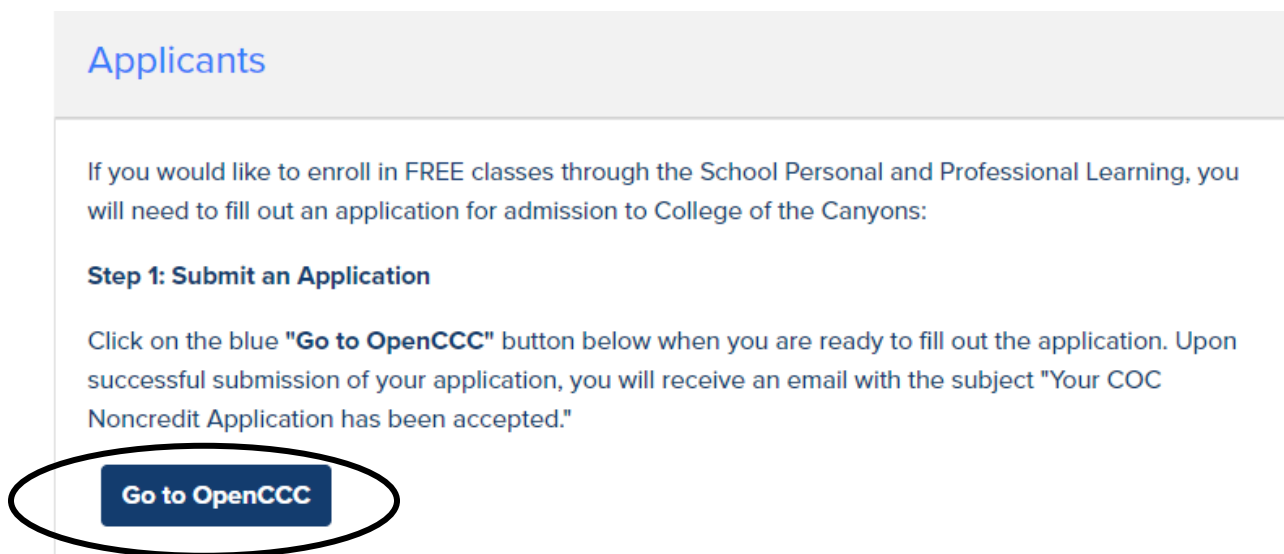 Applicants
If you would like to enroll in FREE classes through the School Personal and Professional Learning, you
will need to fill out an application for admission to College of the Canyons:
Step 1: Submit an Application
Click on the blue "Go to OpenCCC" button below when you are ready to fill out the application. Upon
successful submission of your application, you will receive an email with the subject "Your COC
Noncredit Application has been accepted."
Go to OpenCCC